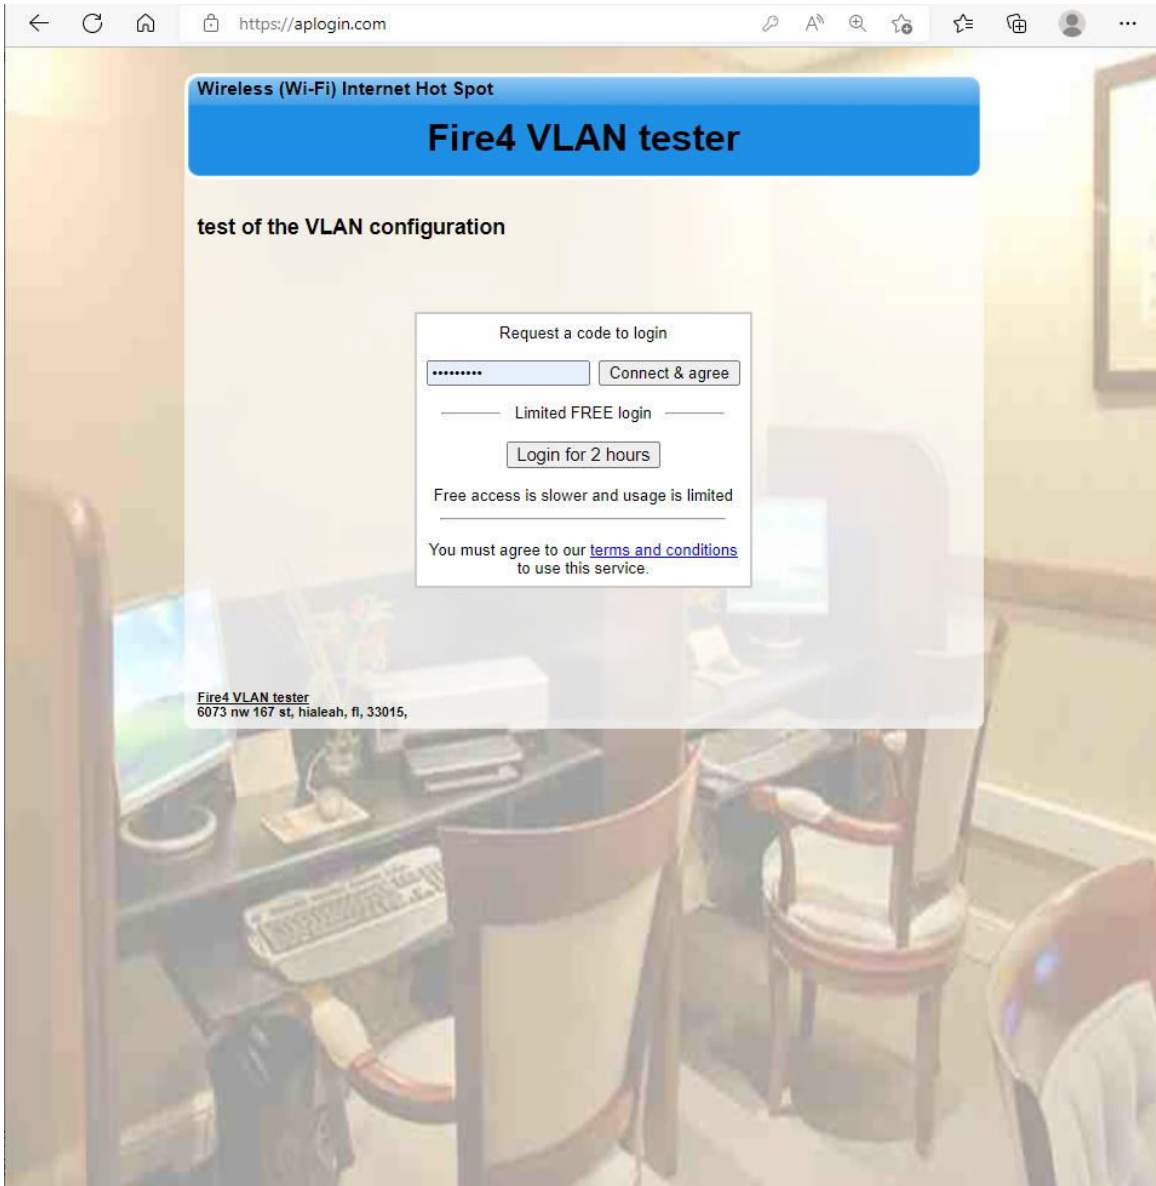 https://aplogin.com
Wireless (Wi-Fi) Internet Hot Spot
Fire4 VLAN tester
test of the VLAN configuration
Request a code to login
••••••••• Connect & agree
Limited FREE login
Login for 2 hours
Free access is slower and usage is limited
You must agree to our terms and conditions
to use this service.
Fire4 VLAN tester
6073 nw 167 st, hialeah, fl, 33015,